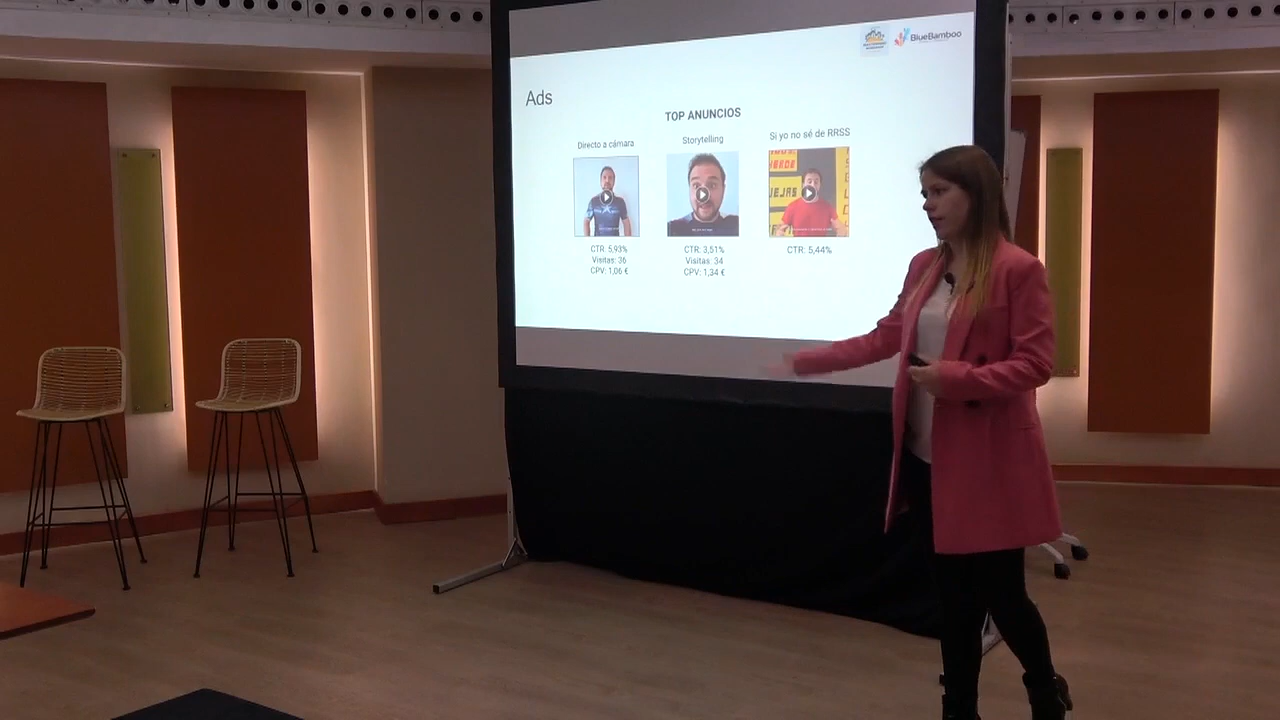 BlueBamboo
Ads
TOP ANUNCIOS
Directo a cámara
Storytelling
Si yo no sé de RRSS
CTR: 5,93%
Visitas: 36
CPV: 1,06 €
CTR: 3,51%
Visitas: 34
CPV: 1,34 €
CTR: 5,44%